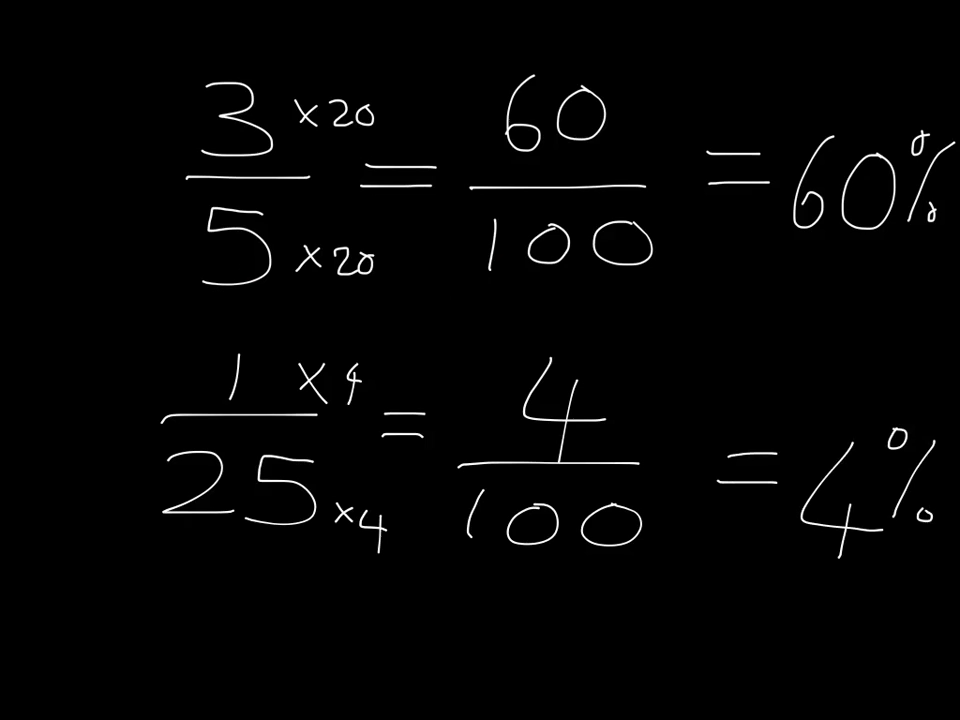 3 ×20 = 60 = 60%
5 ×20 100
1 ×4 = 4 = 4%
25 ×4 100